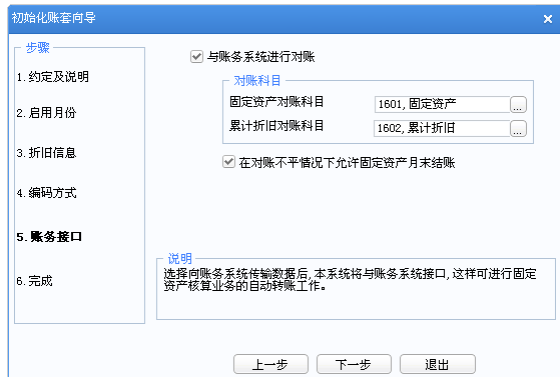 初始化账套向导
步骤
1.约定及说明
2.启用月份
3.折旧信息
4.编码方式
5.账务接口
6.完成
与账务系统进行对账
对账科目
固定资产对账科目 1601,固定资产 ...
累计折旧对账科目 1602,累计折旧 ...
在对账不平情况下允许固定资产月末结账
说明
选择向账务系统传输数据后,本系统将与账务系统接口,这样可进行固定
资产核算业务的自动转账工作。
上一步 下一步 退出